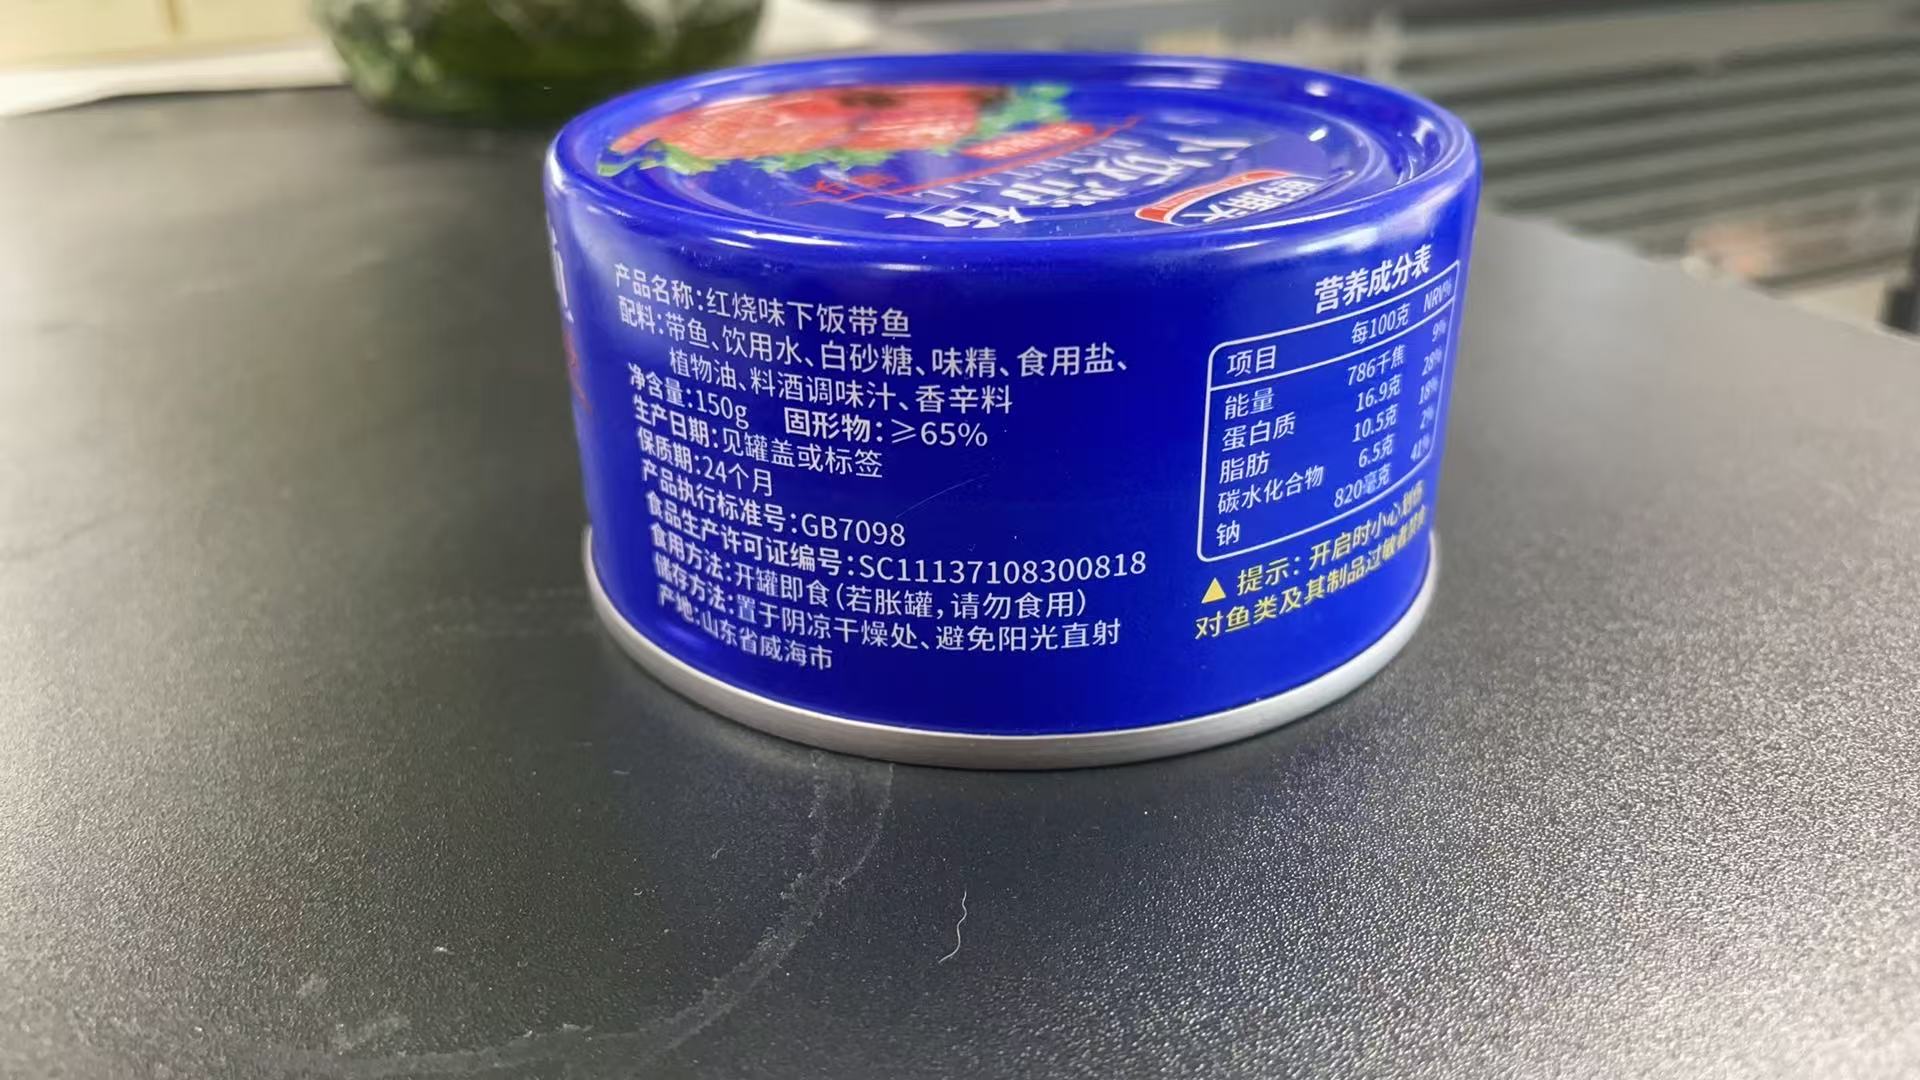 下饭带鱼
产品名称:红烧味下饭带鱼
配料:带鱼、饮用水、白砂糖、味精、食用盐、
植物油、料酒调味汁、香辛料
净含量:150g 固形物:≥65%
生产日期:见罐盖或标签
保质期:24个月
产品执行标准号:GB7098
食品生产许可证编号:SC11137108300818
食用方法:开罐即食(若胀罐,请勿食用)
储存方法:置于阴凉干燥处、避免阳光直射
产地:山东省威海市
营养成分表
项目 每100克 NRV%
能量 786千焦 9%
蛋白质 16.9克 28%
脂肪 10.5克 18%
碳水化合物 6.5克 2%
钠 820毫克 41%
▲ 提示:开启时小心划伤
对鱼类及其制品过敏者禁食